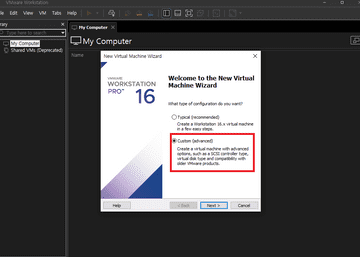 VMware Workstation
File Edit View VM Tabs Help
Library
Type here to search
My Computer
Shared VMs (Deprecated)
My Computer
My Computer
Name
New Virtual Machine Wizard
VMWARE
WORKSTATION
PRO™ 16
Welcome to the New Virtual
Machine Wizard
What type of configuration do you want?
Typical (recommended)
Create a Workstation 16.x virtual machine
in a few easy steps.
Custom (advanced)
Create a virtual machine with advanced
options, such as a SCSI controller type,
virtual disk type and compatibility with
older VMware products.
Help
< Back
Next >
Cancel